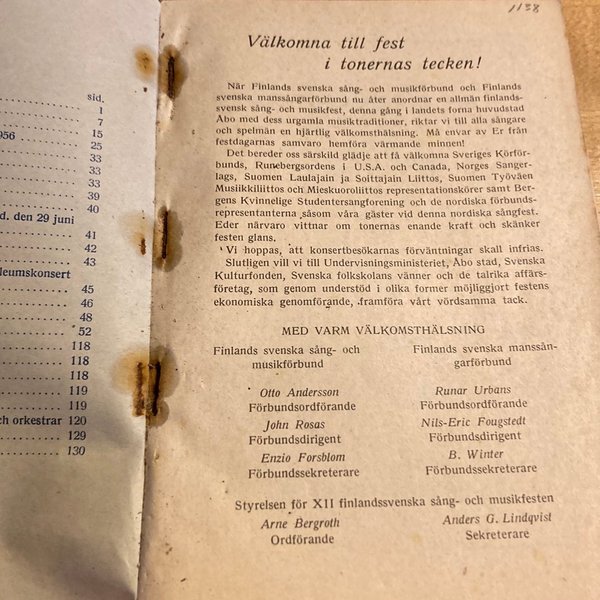 sid.
1
7
956 15
25
33
33
39
40
d. den 29 juni
41
42
43
leumskonsert
45
46
48
52
118
118
118
119
119
ch orkestrar 120
129
130
1138
Välkomna till fest
i tonernas tecken!
När Finlands svenska sång- och musikförbund och Finlands
svenska manssångarförbund nu åter anordnar en allmän finlands-
svensk sång- och musikfest, denna gång i landets forna huvudstad
Åbo med dess urgamla musiktraditioner, riktar vi till alla sångare
och spelmän en hjärtlig välkomsthälsning. Må envar av Er från
festdagarnas samvaro hemföra värmande minnen!
Det bereder oss särskild glädje att få välkomna Sveriges Körför-
bunds, Runebergsordens i U.S.A. och Canada, Norges Sanger-
lags, Suomen Laulajain ja Soittajain Liittos, Suomen Työväen
Musiikkiliittos och Mieskuoroliittos representationskörer samt Ber-
gens Kvinnelige Studentersangforening och de nordiska förbunds-
representanterna såsom våra gäster vid denna nordiska sångfest.
Eder närvaro vittnar om tonernas enande kraft och skänker
festen glans.
Vi hoppas, att konsertbesökarnas förväntningar skall infrias.
Slutligen vill vi till Undervisningsministeriet, Åbo stad, Svenska
Kulturfonden, Svenska folkskolans vänner och de talrika affärs-
företag, som genom understöd i olika former möjliggjort festens
ekonomiska genomförande, framföra vårt vördsamma tack.
MED VARM VÄLKOMSTHÄLSNING
Finlands svenska sång- och musikförbund
Finlands svenska manssån-
gar­förbund
Otto Andersson
Förbundsordförande
Runar Urbans
Förbundsordförande
John Rosas
Förbundsdirigent
Nils-Eric Fougstedt
Förbundsdirigent
Enzio Forsblom
Förbundssekreterare
B. Winter
Förbundssekreterare
Styrelsen för XII finlandssvenska sång- och musikfesten
Arne Bergroth
Ordförande
Anders G. Lindqvist
Sekreterare